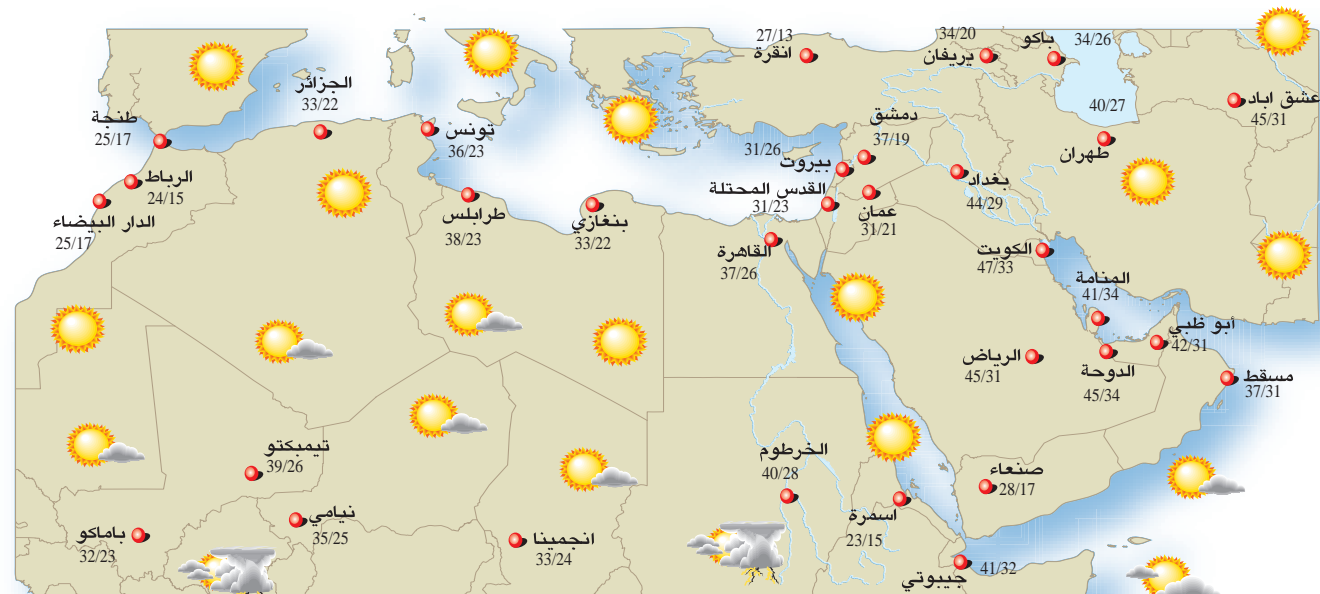 27/13
انقرة
34/20
يريفان
باكو
34/26
40/27
طهران
عشق اباد
45/31
الجزائر
33/22
طنجة
25/17
تونس
36/23
دمشق
37/19
31/26
بيروت
الرباط
24/15
الدار البيضاء
25/17
طرابلس
38/23
بنغازي
33/22
القدس المحتلة
31/23
عمان
31/21
بغداد
44/29
القاهرة
37/26
الكويت
47/33
المنامة
41/34
أبو ظبي
42/31
الرياض
45/31
الدوحة
45/34
مسقط
37/31
تيمبكتو
39/26
الخرطوم
40/28
صنعاء
28/17
اسمرة
23/15
باماكو
32/23
نيامي
35/25
انجمينا
33/24
جيبوتي
41/32